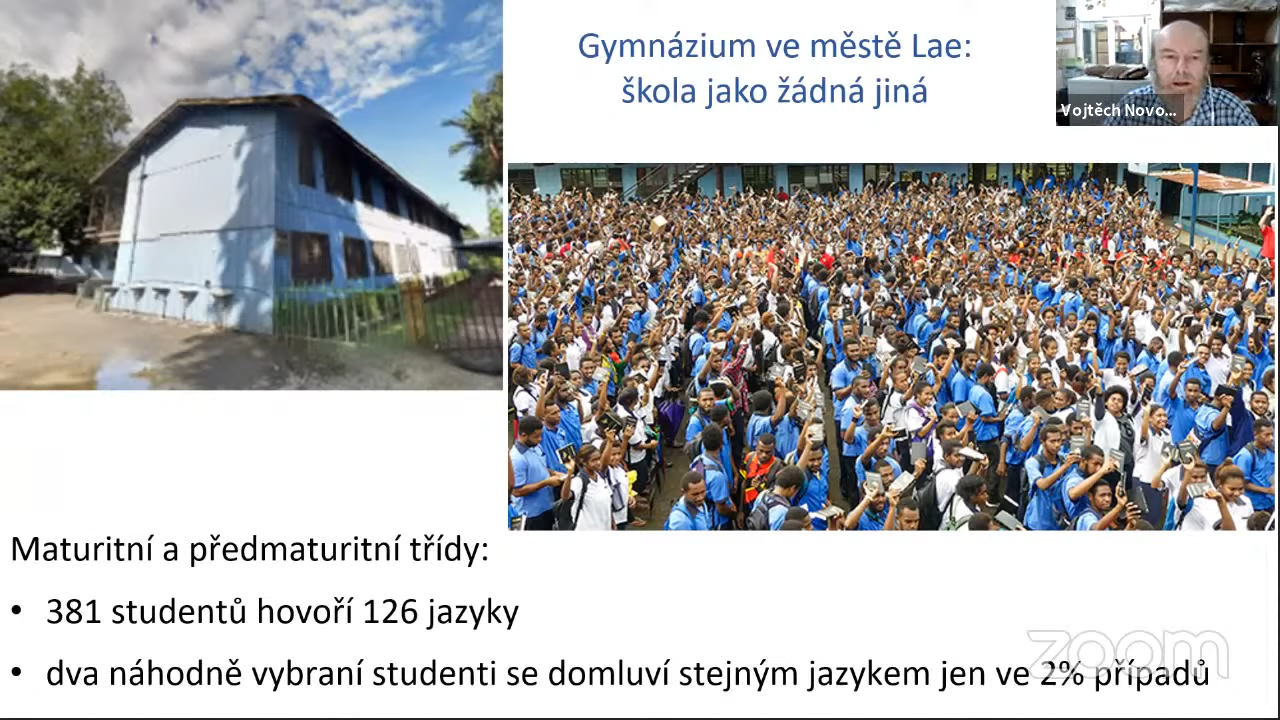 Gymnázium ve městě Lae:
škola jako žádná jiná
Vojtěch Novo...
Maturitní a předmaturitní třídy:
• 381 studentů hovoří 126 jazyky
• dva náhodně vybraní studenti se domluví stejným jazykem jen ve 2% případů
zoom